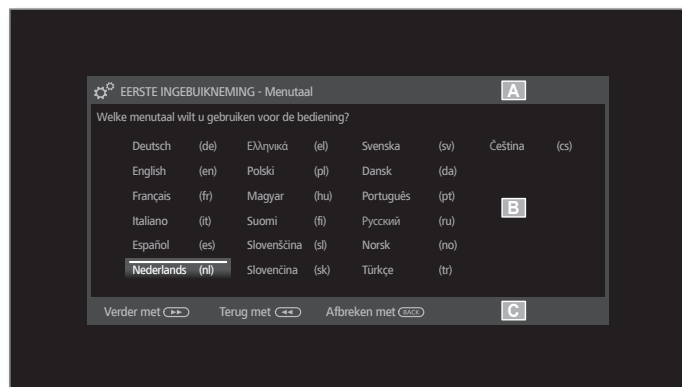 EERSTE INGEBUIKNEMING - Menutaal A
Welke menutaal wilt u gebruiken voor de bediening?
Deutsch (de) Ελληνικά (el) Svenska (sv) Čeština (cs)
English (en) Polski (pl) Dansk (da)
Français (fr) Magyar (hu) Português (pt)
B
Italiano (it) Suomi (fi) Русский (ru)
Español (es) Slovenščina (sl) Norsk (no)
Nederlands (nl) Slovenčina (sk) Türkçe (tr)
Verder met Terug met Afbreken met BACK C